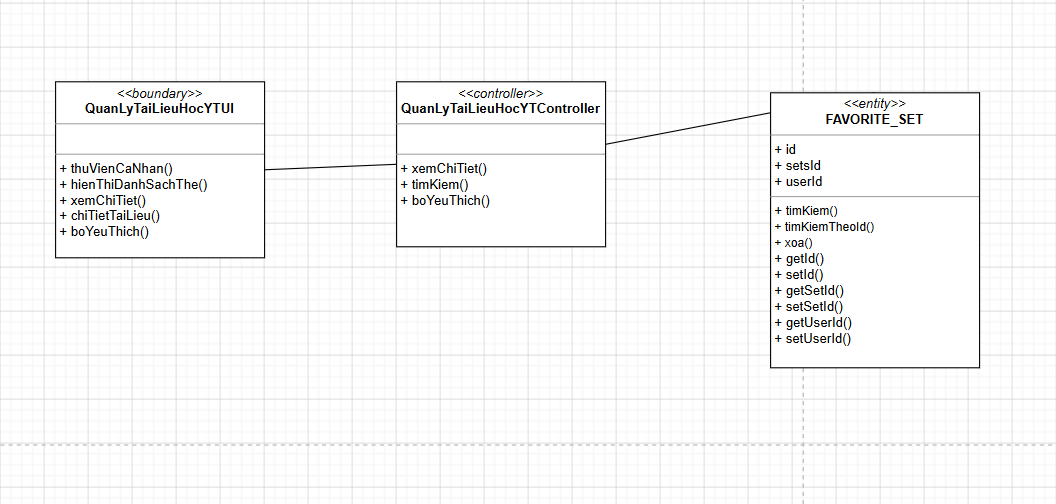 <<boundary>>
QuanLyTaiLieuHocYTUI
+ thuVienCaNhan()
+ hienThiDanhSachThe()
+ xemChiTiet()
+ chiTietTaiLieu()
+ boYeuThich()
<<controller>>
QuanLyTaiLieuHocYTController
+ xemChiTiet()
+ timKiem()
+ boYeuThich()
<<entity>>
FAVORITE_SET
+ id
+ setsId
+ userId
+ timKiem()
+ timKiemTheoId()
+ xoa()
+ getId()
+ setId()
+ getSetId()
+ setSetId()
+ getUserId()
+ setUserId()